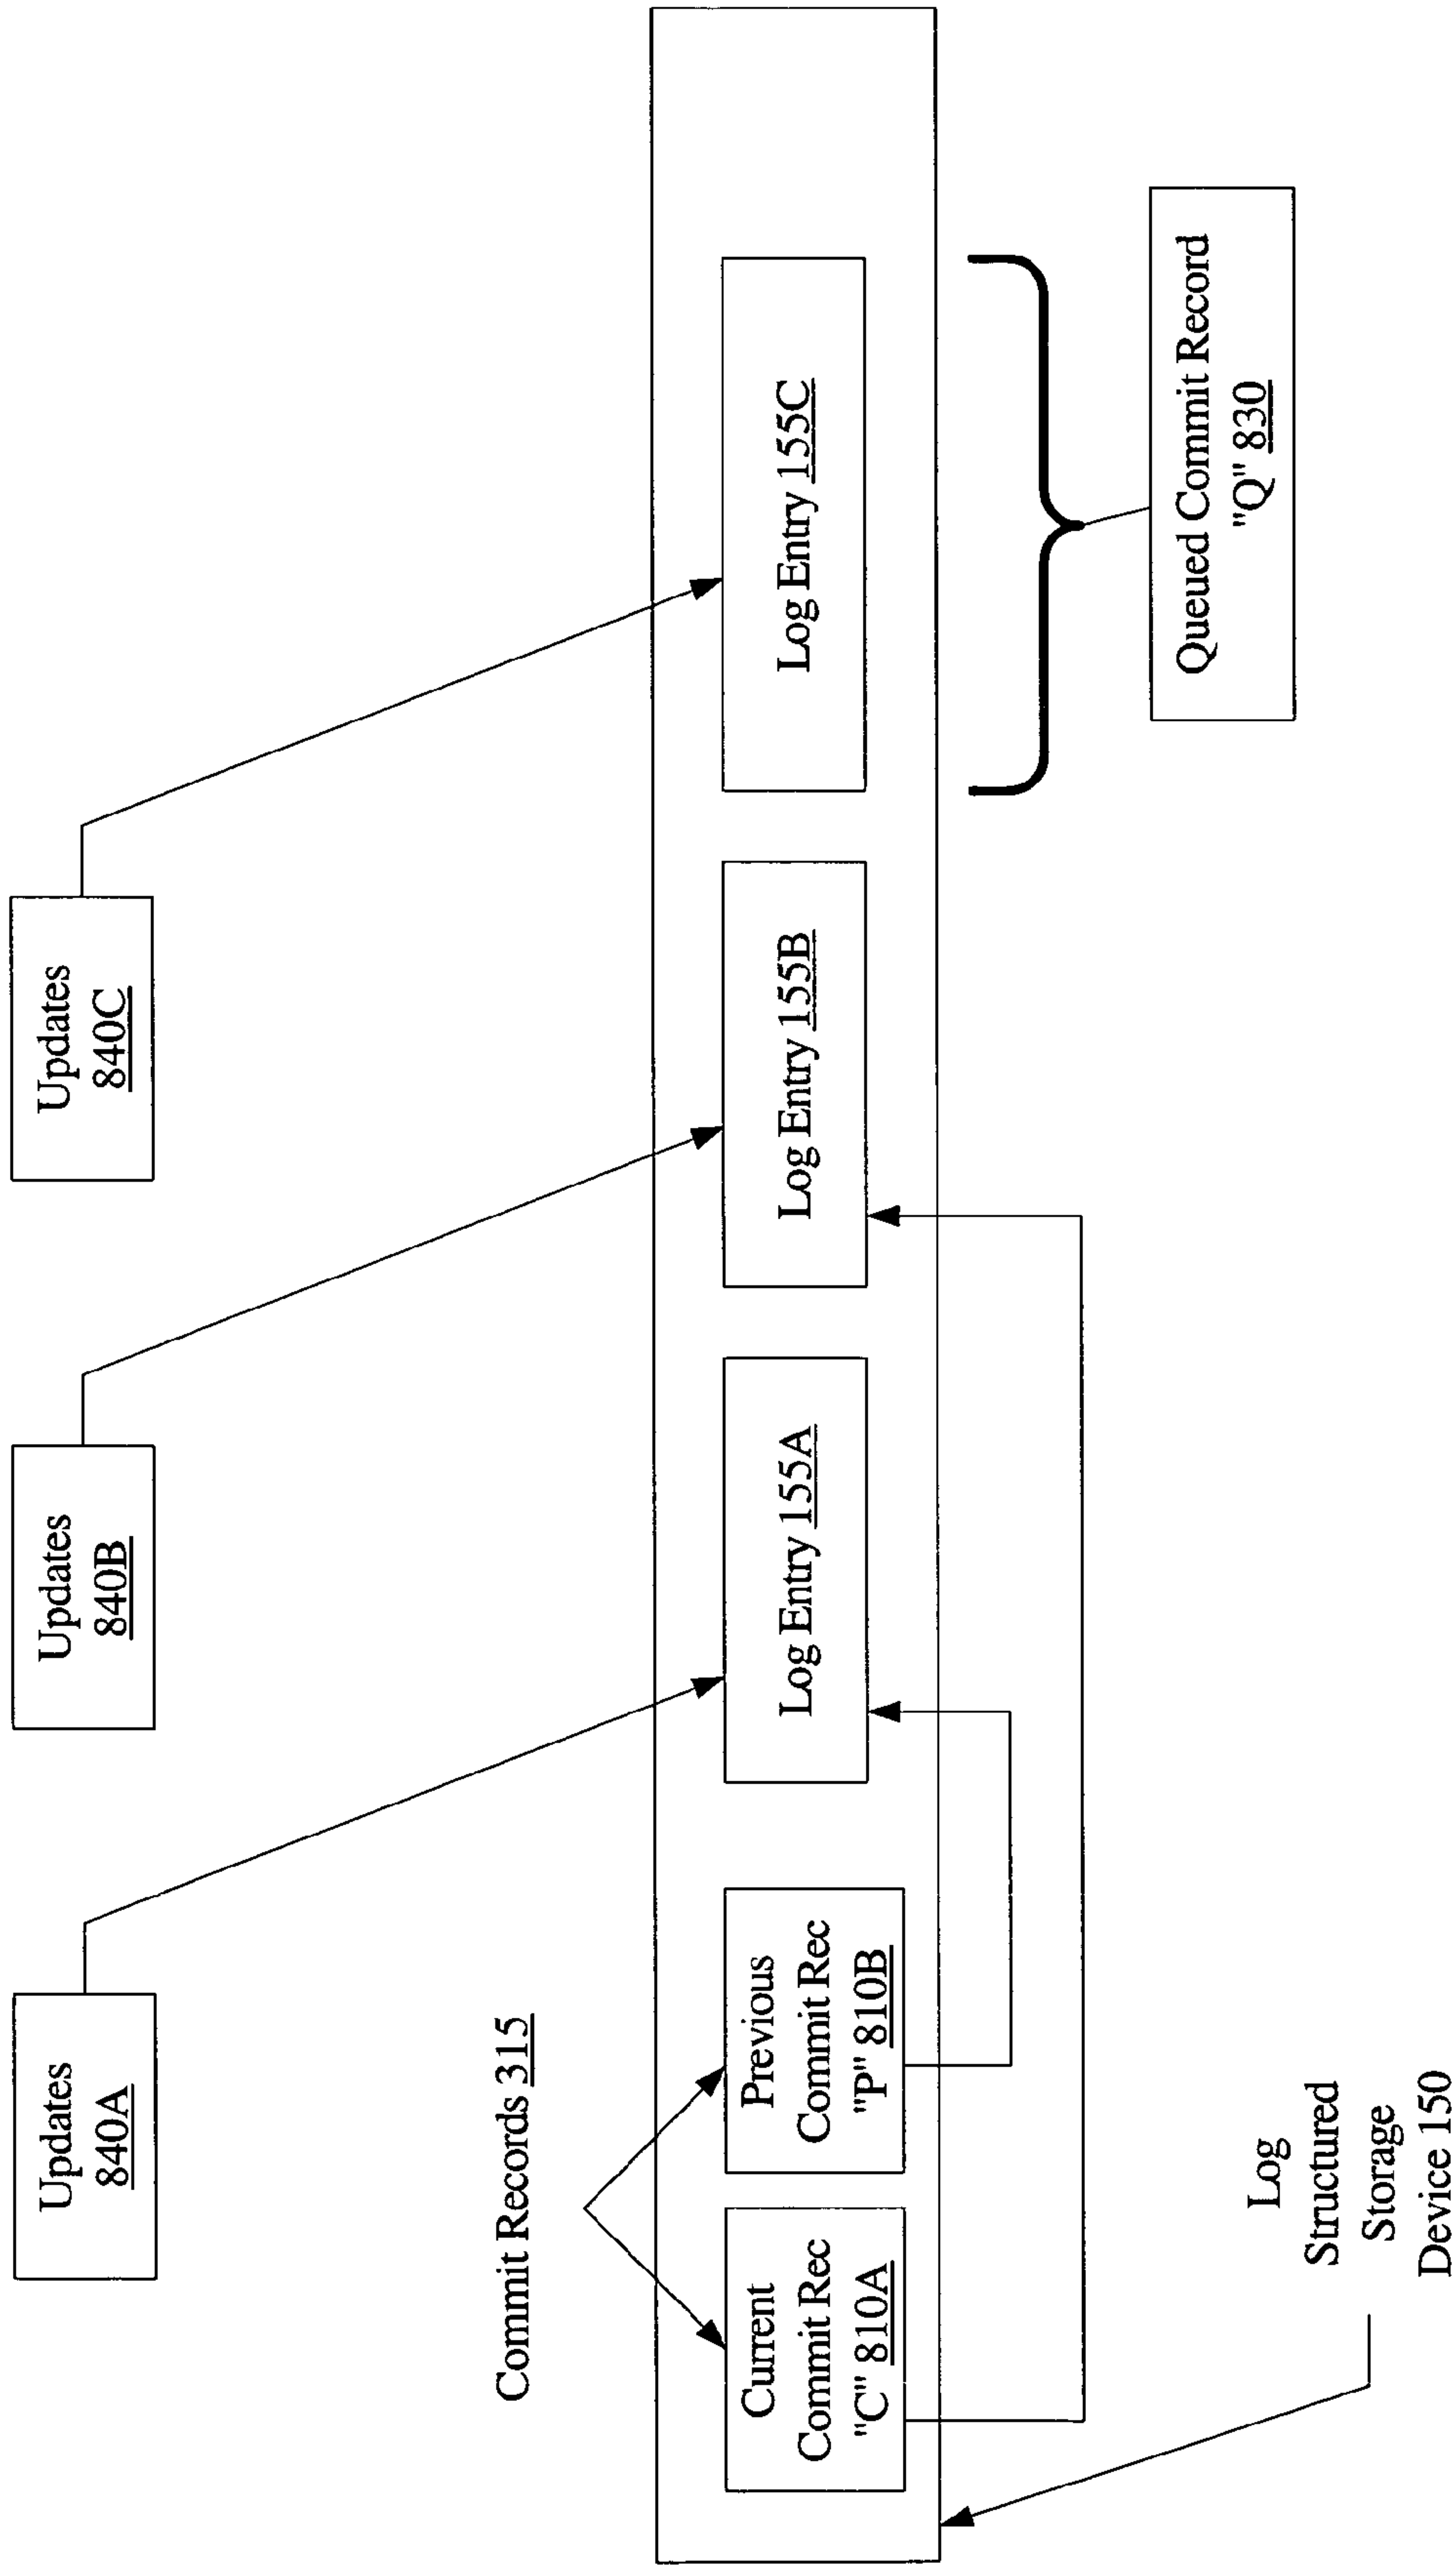 Updates
840A
Updates
840B
Updates
840C
Commit Records 315
Current
Commit Rec
"C" 810A
Previous
Commit Rec
"P" 810B
Log Entry 155A
Log Entry 155B
Log Entry 155C
Log
Structured
Storage
Device 150
Queued Commit Record
"Q" 830